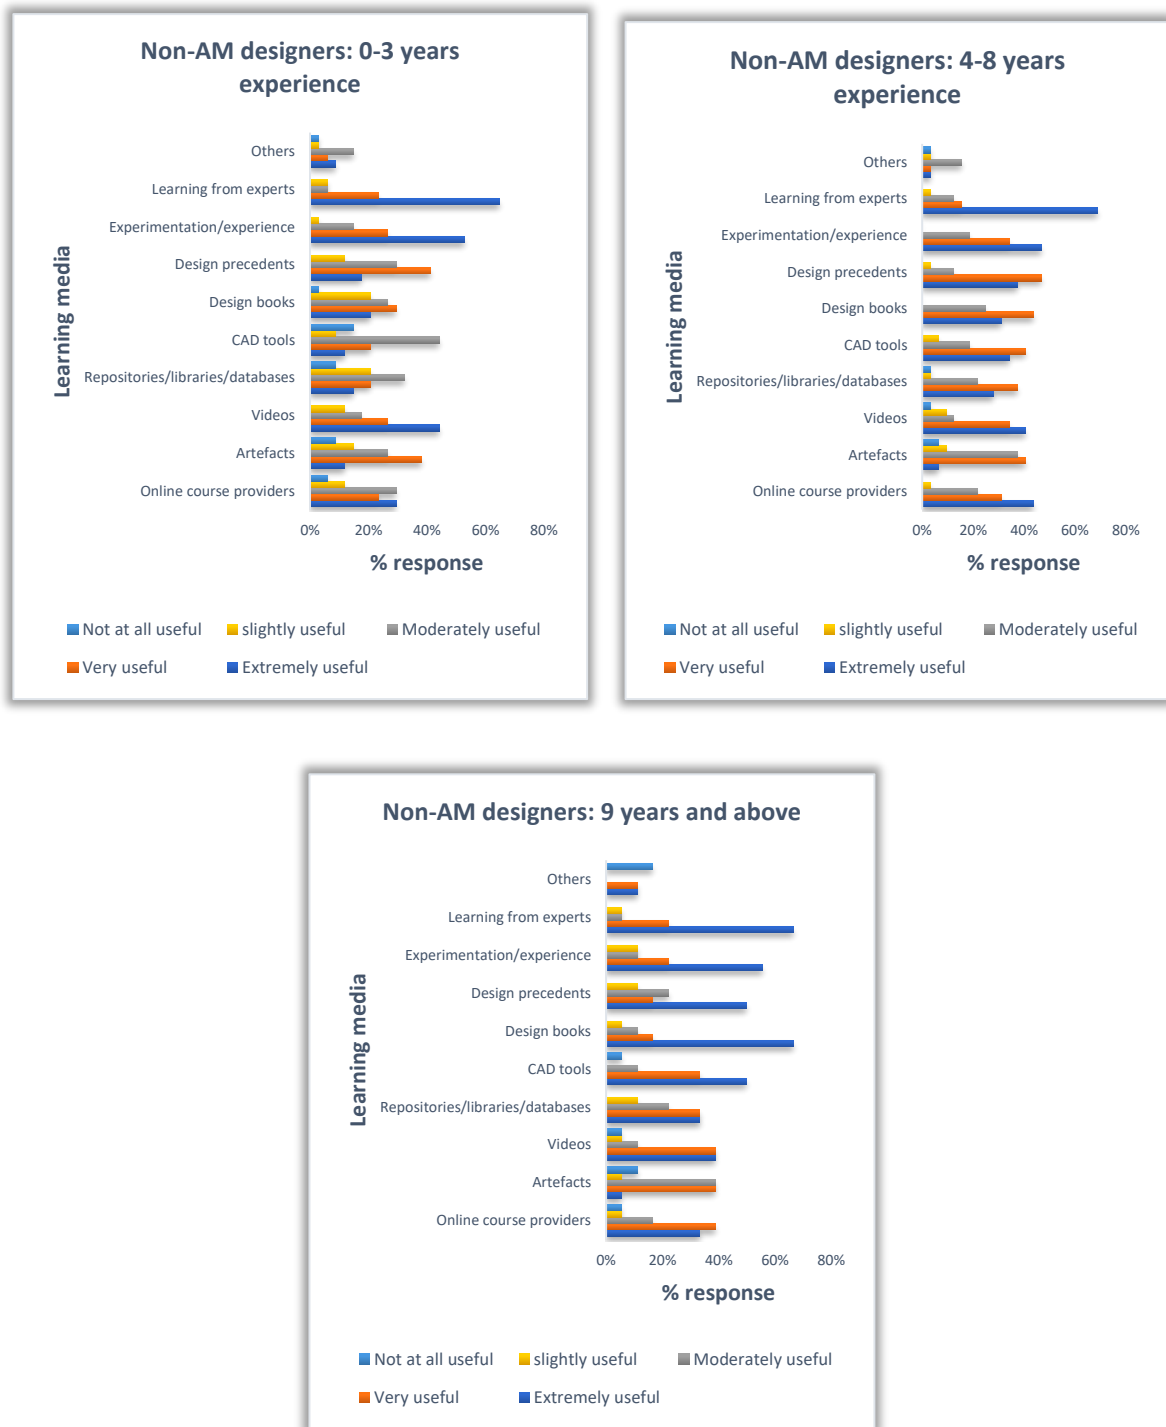 Non-AM designers: 0-3 years
experience
Learning media
Others
Learning from experts
Experimentation/experience
Design precedents
Design books
CAD tools
Repositories/libraries/databases
Videos
Artefacts
Online course providers
0% 20% 40% 60% 80%
% response
Not at all useful slightly useful Moderately useful
Very useful Extremely useful
Non-AM designers: 4-8 years
experience
Learning media
Others
Learning from experts
Experimentation/experience
Design precedents
Design books
CAD tools
Repositories/libraries/databases
Videos
Artefacts
Online course providers
0% 20% 40% 60% 80%
% response
Not at all useful slightly useful Moderately useful
Very useful Extremely useful
Non-AM designers: 9 years and above
Learning media
Others
Learning from experts
Experimentation/experience
Design precedents
Design books
CAD tools
Repositories/libraries/databases
Videos
Artefacts
Online course providers
0% 20% 40% 60% 80%
% response
Not at all useful slightly useful Moderately useful
Very useful Extremely useful